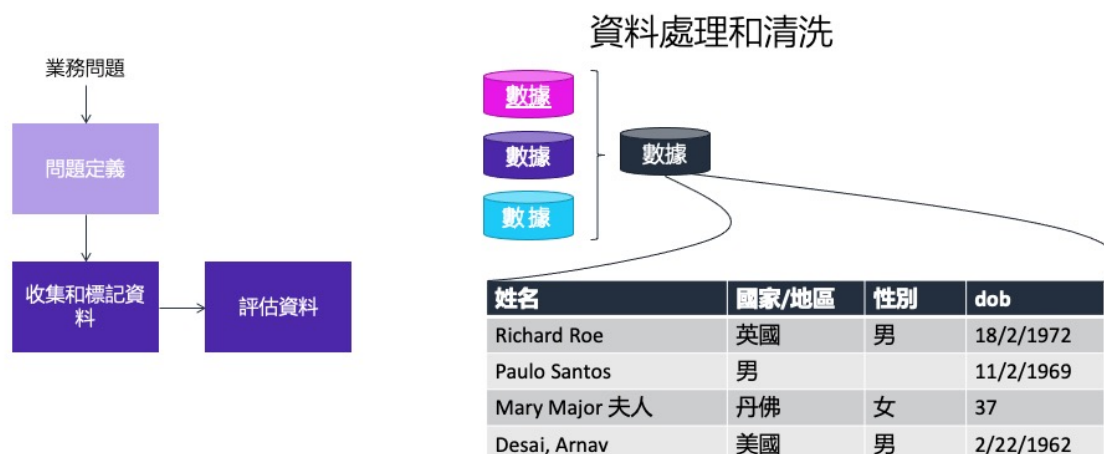 資料處理和清洗
業務問題
問題定義
收集和標記資
料
評估資料
數據
數據
數據
數據
姓名 國家/地區 性別 dob
Richard Roe 英國 男 18/2/1972
Paulo Santos 男 11/2/1969
Mary Major 夫人 丹佛 女 37
Desai, Arnav 美國 男 2/22/1962